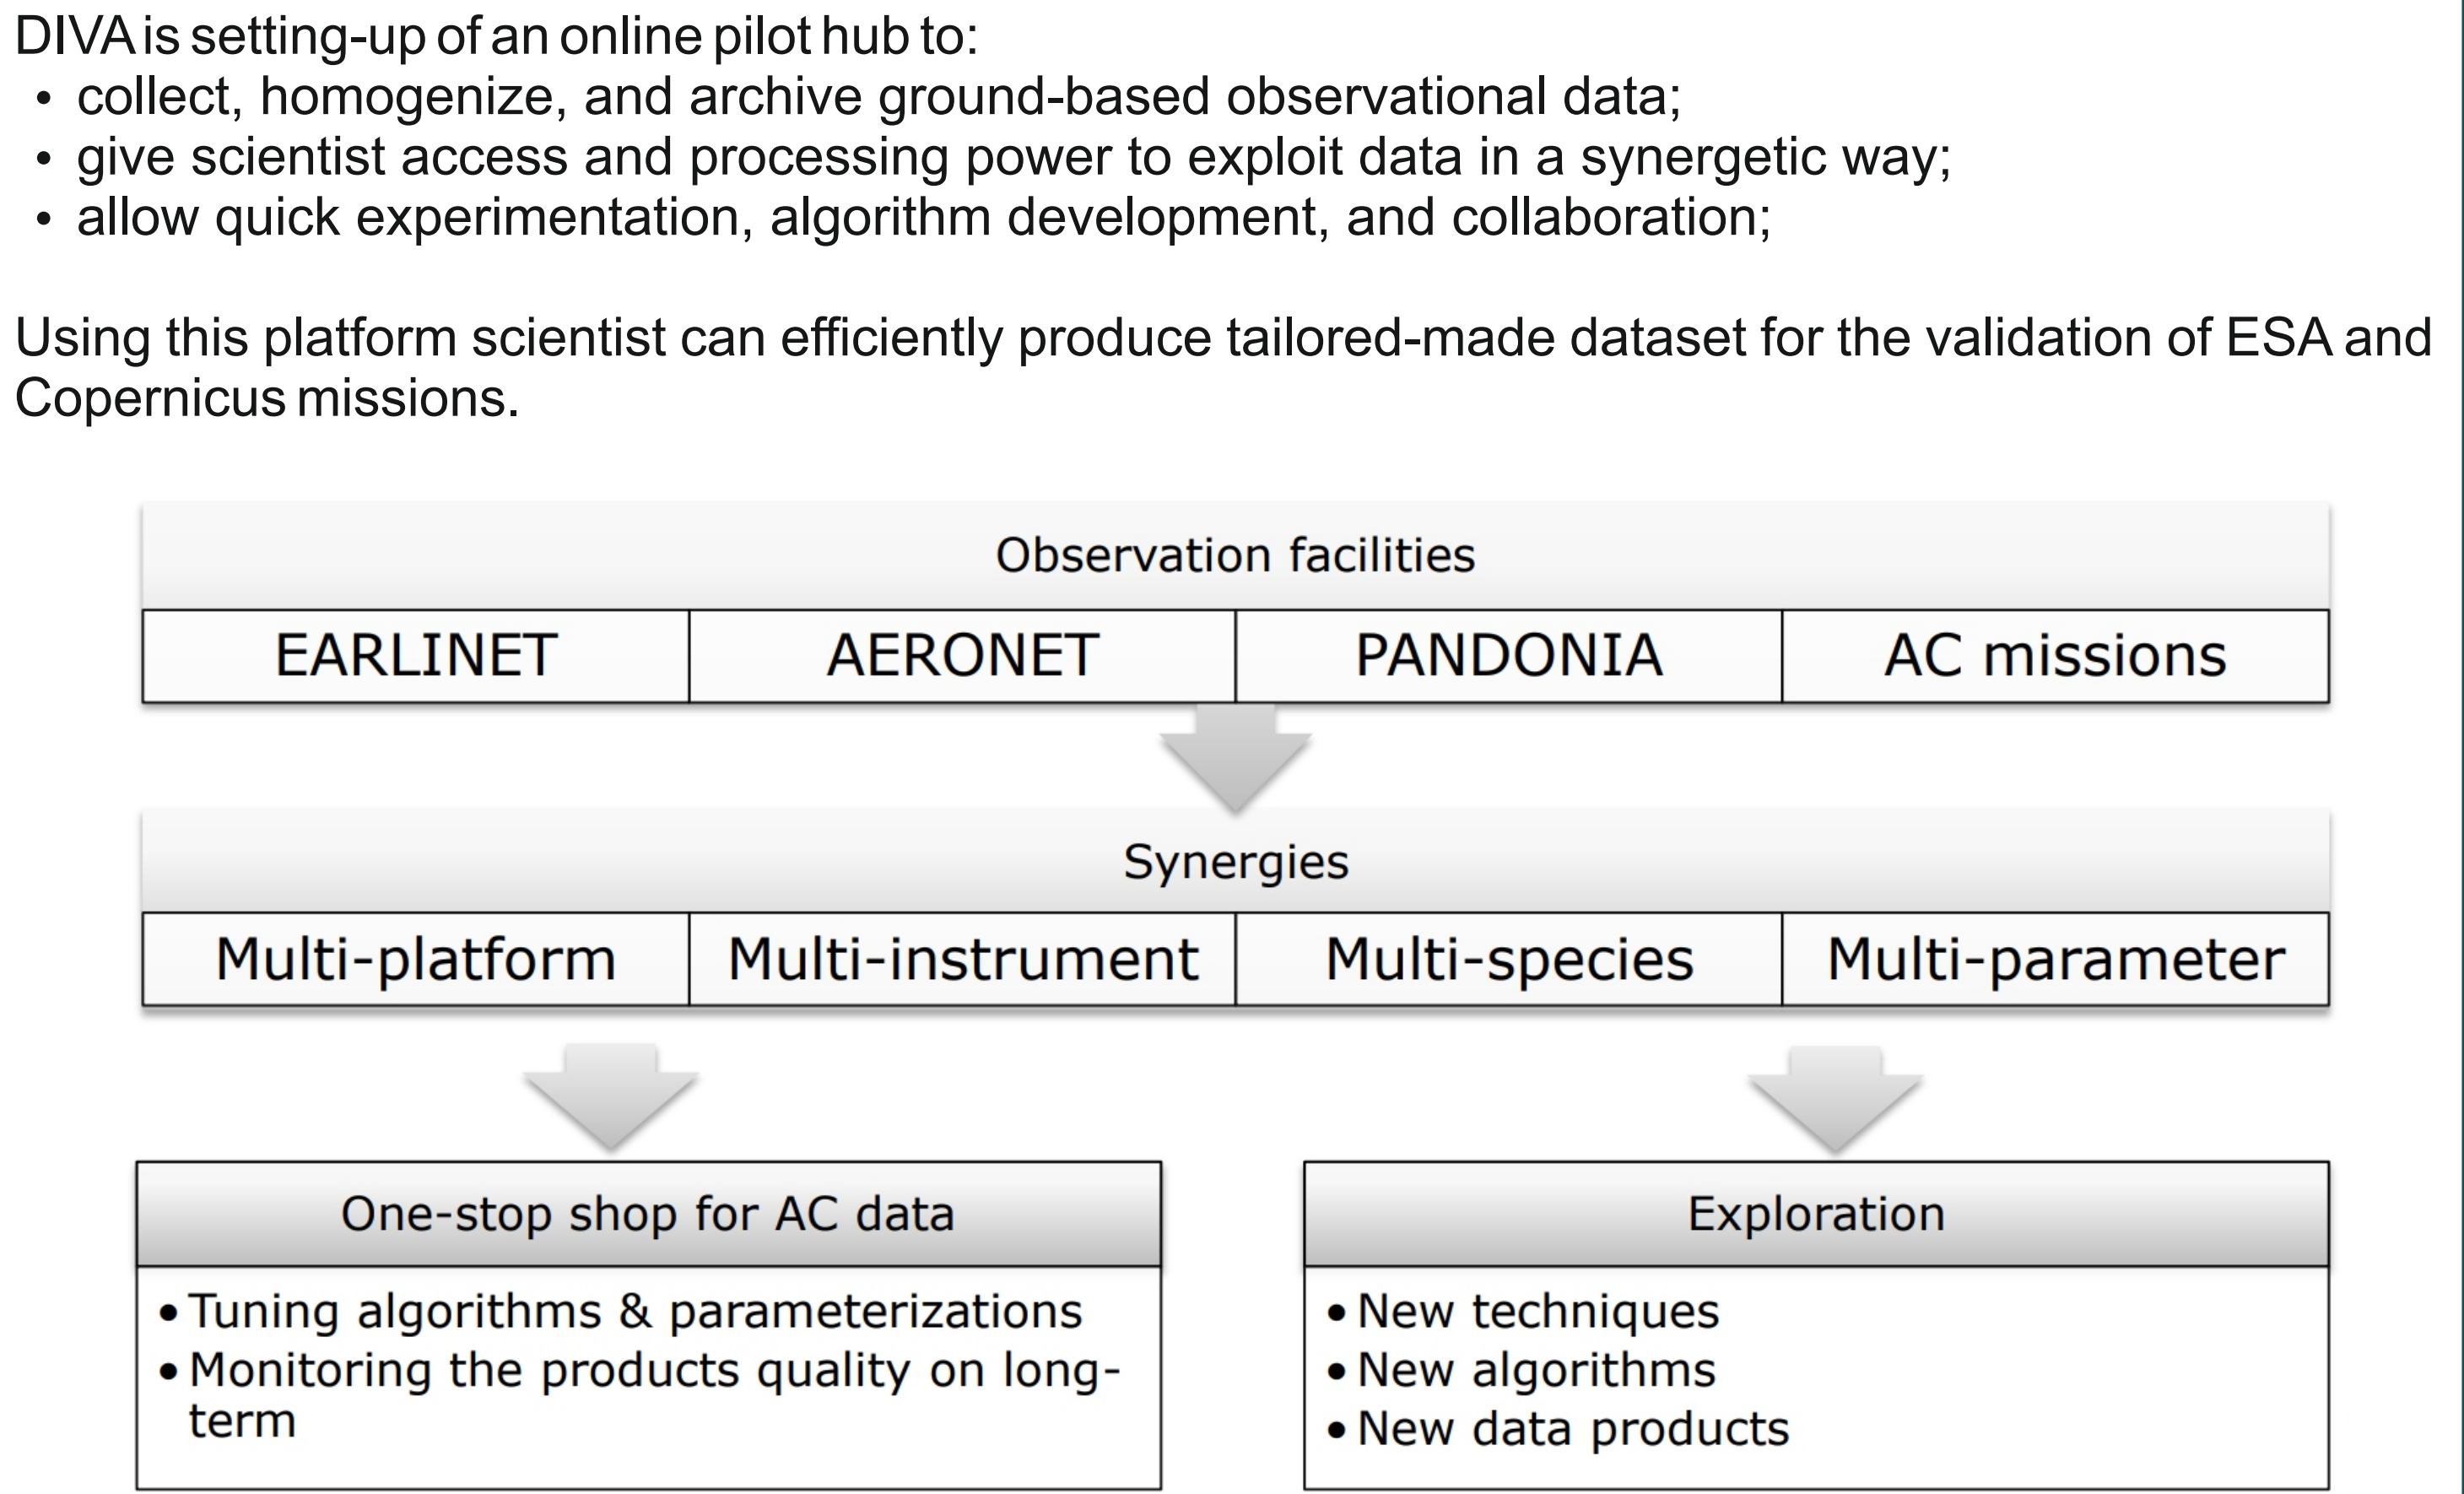 DIVA is setting-up of an online pilot hub to:
• collect, homogenize, and archive ground-based observational data;
• give scientist access and processing power to exploit data in a synergetic way;
• allow quick experimentation, algorithm development, and collaboration;
Using this platform scientist can efficiently produce tailored-made dataset for the validation of ESA and
Copernicus missions.
Observation facilities
EARLINET
AERONET
PANDONIA
AC missions
Synergies
Multi-platform
Multi-instrument
Multi-species
Multi-parameter
One-stop shop for AC data
• Tuning algorithms & parameterizations
• Monitoring the products quality on long-
term
Exploration
• New techniques
• New algorithms
• New data products